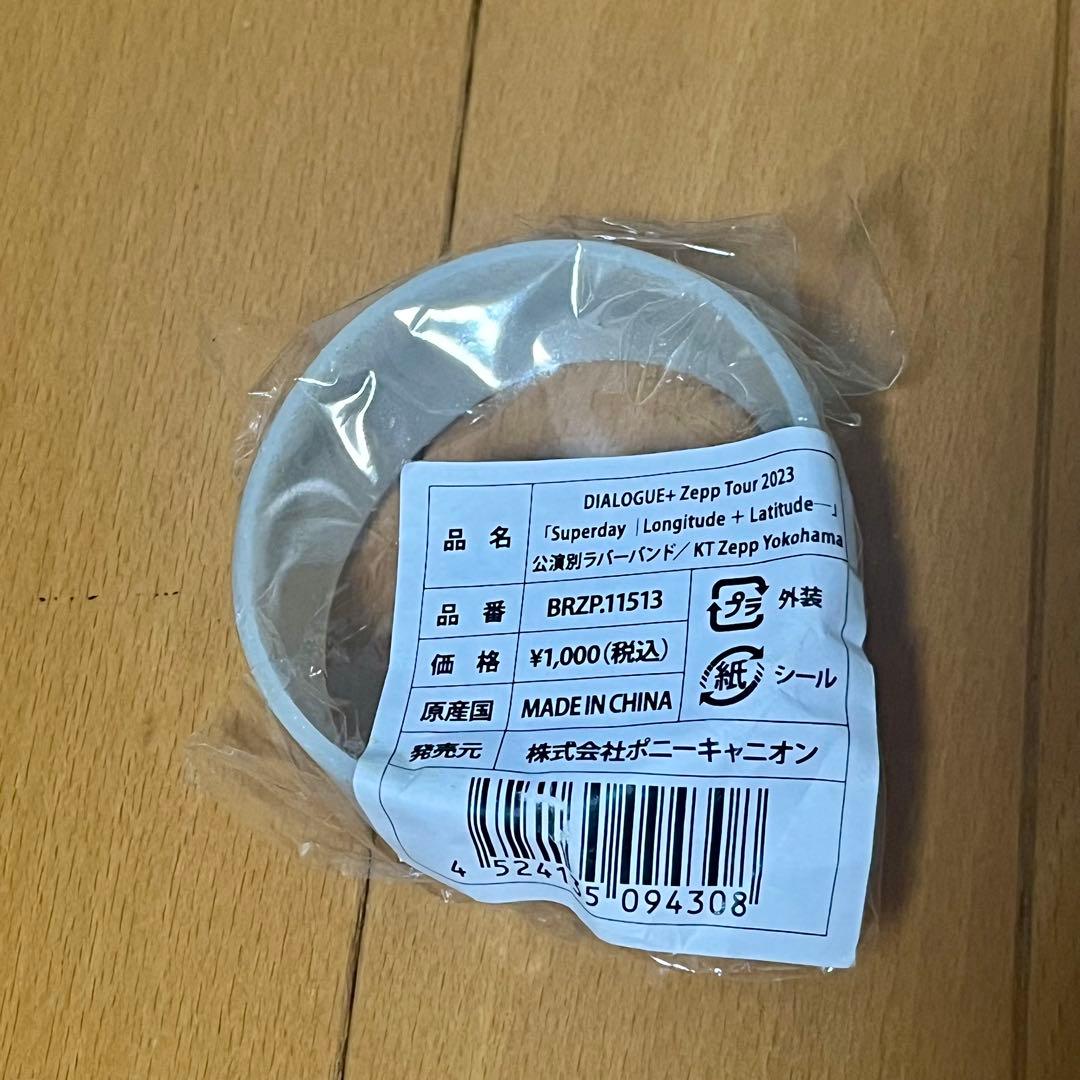 品 名
DIALOGUE+ Zepp Tour 2023
「Superday │Longitude + Latitude―」
公演別ラバーバンド/KT Zepp Yokohama
品 番
BRZP.11513
価 格
¥1,000(税込)
原産国
MADE IN CHINA
プラ
外装
紙
シール
発売元
株式会社ポニーキャニオン
4 524135 094308